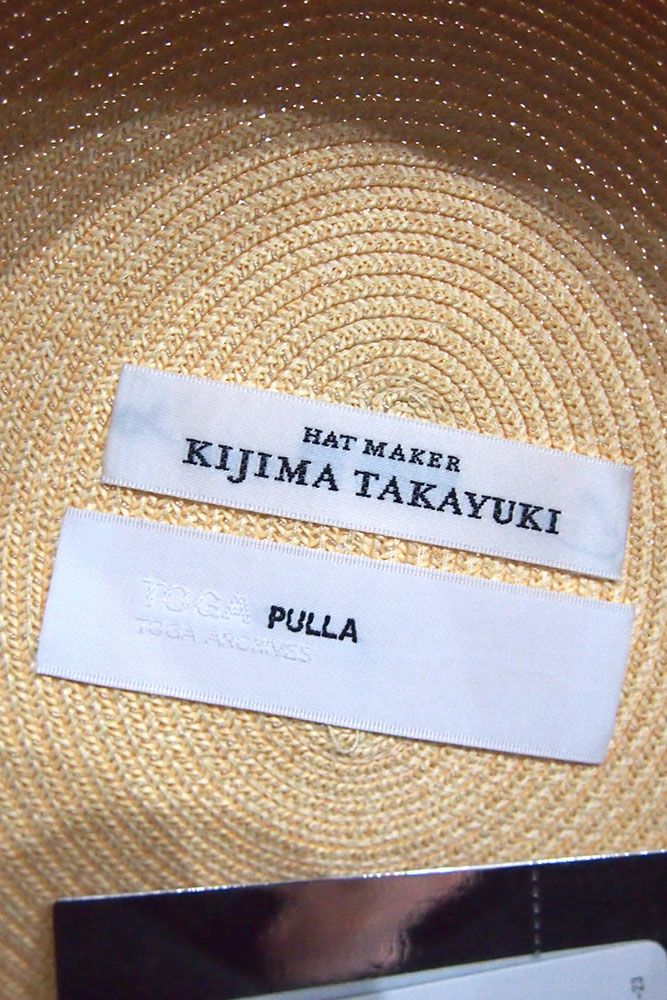 HAT MAKER
KIJIMA TAKAYUKI
TOGA PULLA
TOGA ARCHIVES